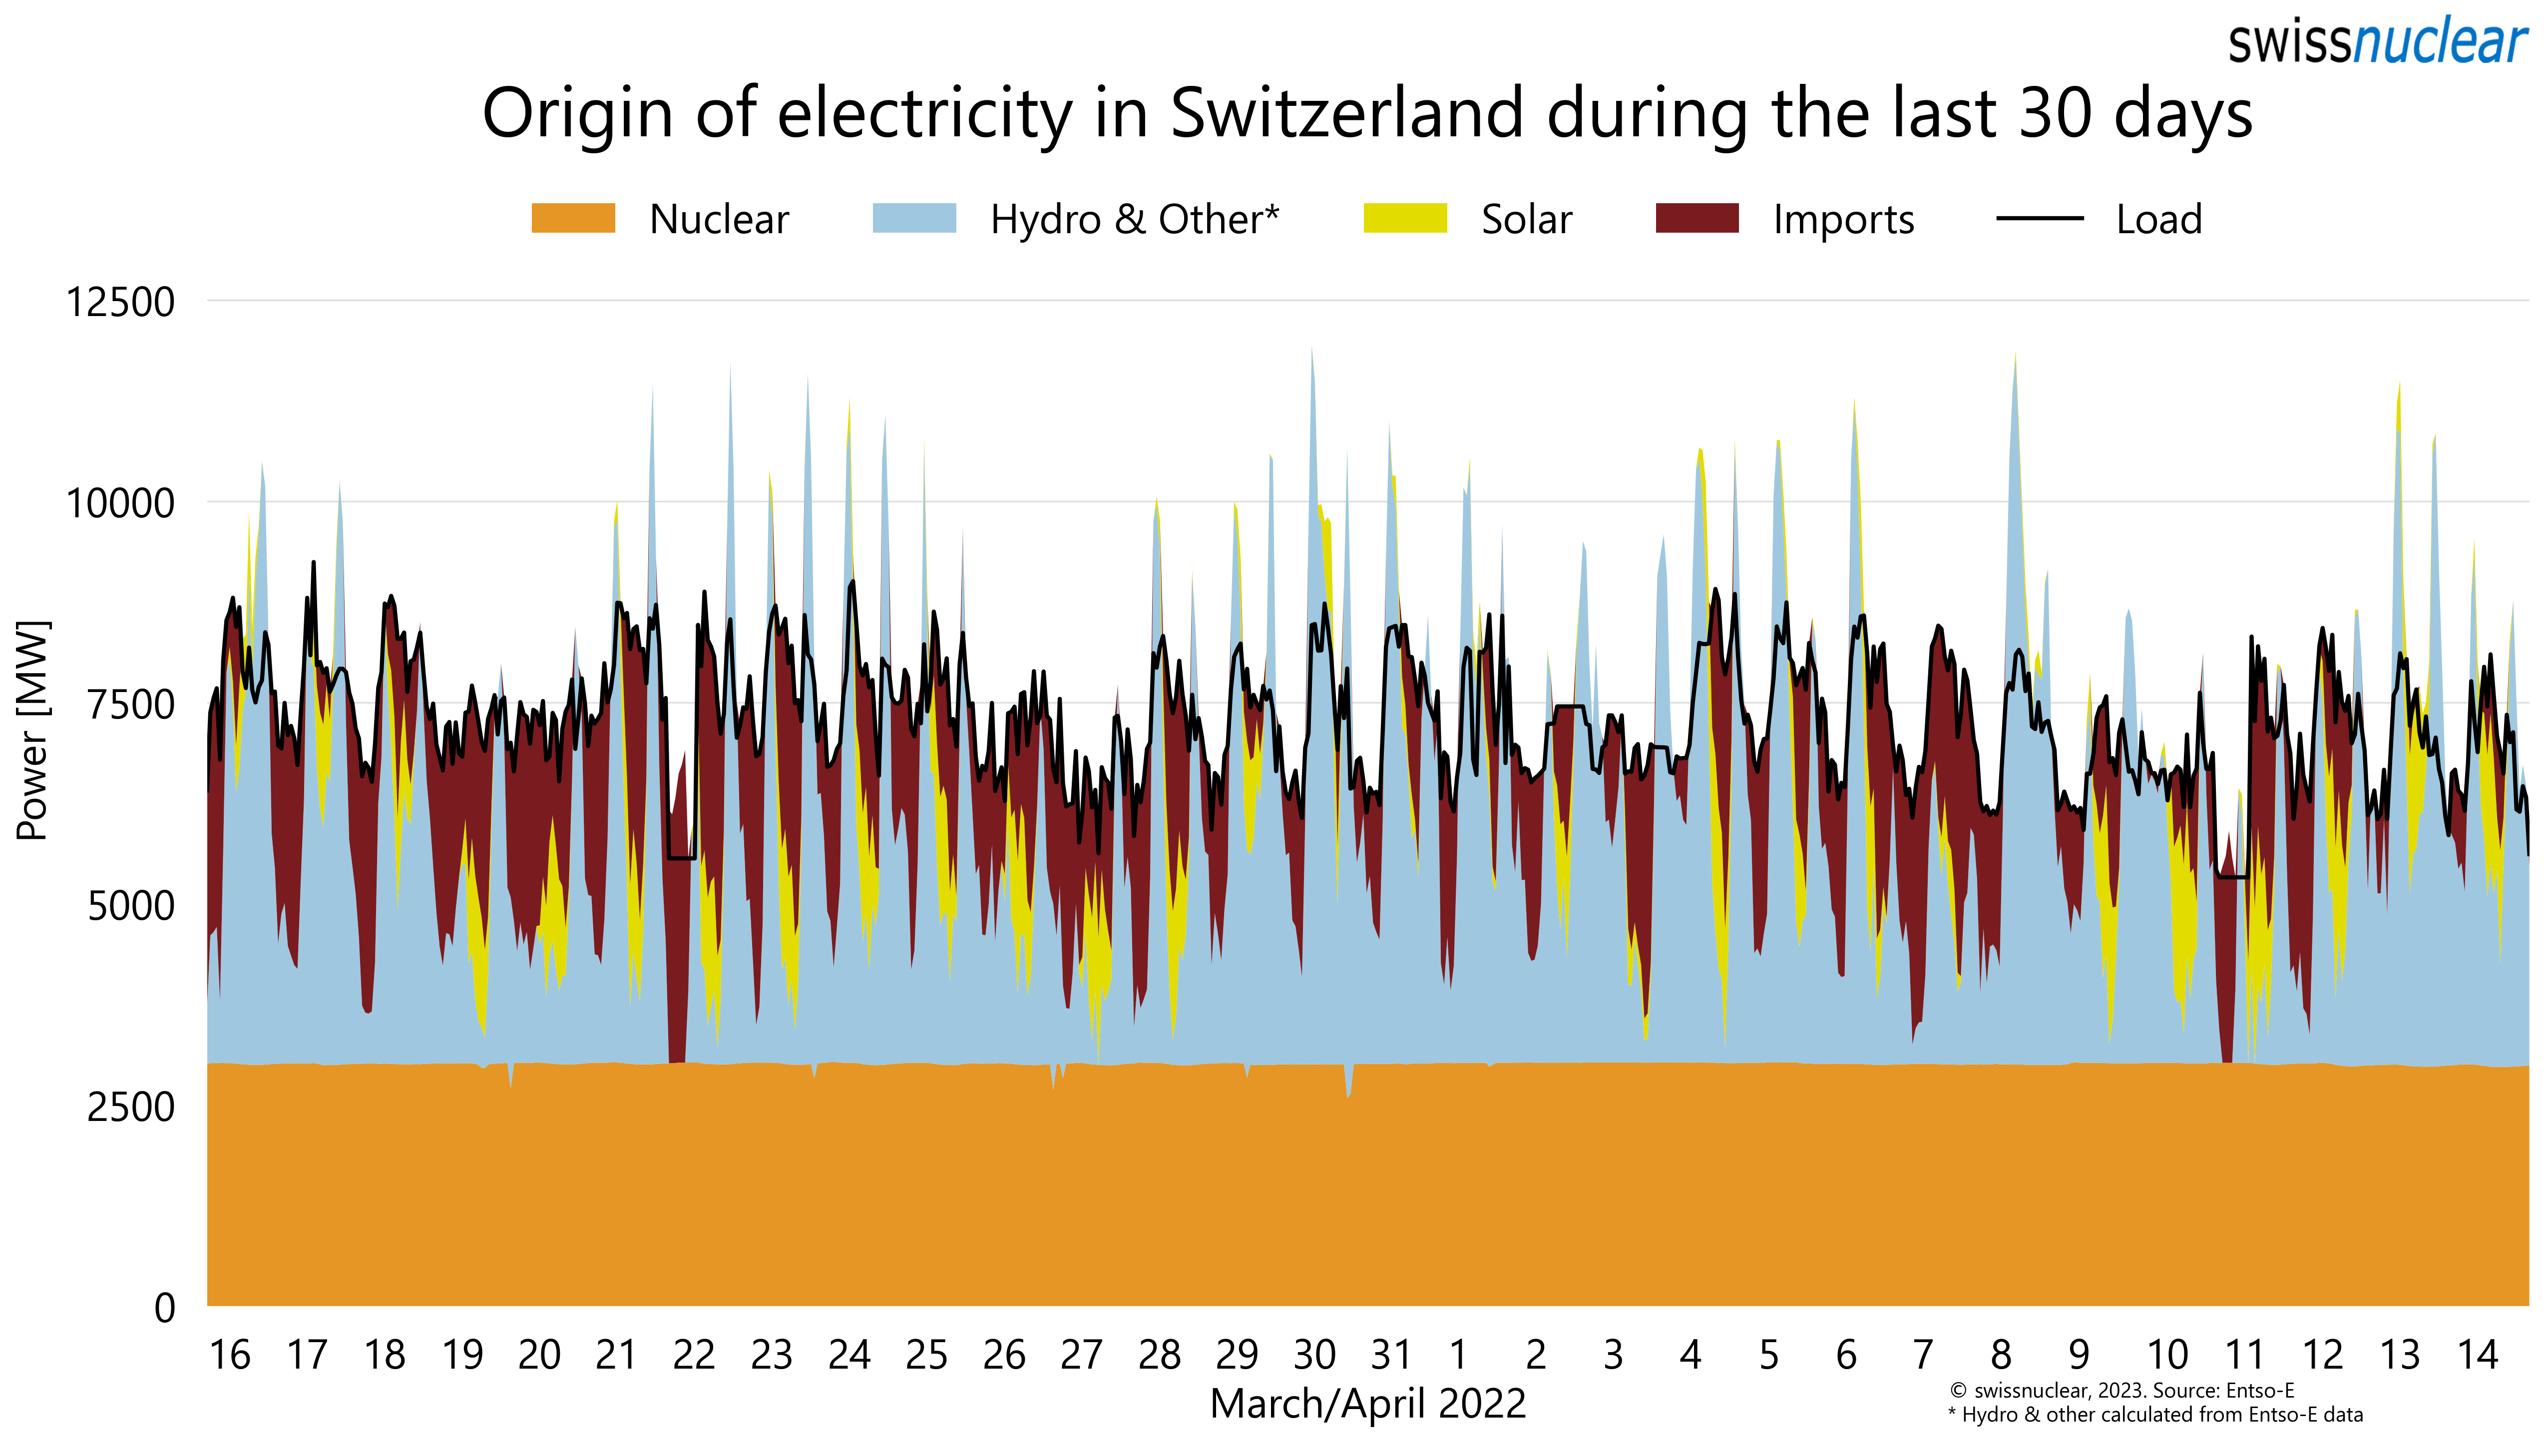 swissnuclear
Origin of electricity in Switzerland during the last 30 days
Nuclear Hydro & Other* Solar Imports Load
12500
10000
7500
5000
2500
0
Power [MW]
16 17 18 19 20 21 22 23 24 25 26 27 28 29 30 31 1 2 3 4 5 6 7 8 9 10 11 12 13 14
March/April 2022
© swissnuclear, 2023. Source: Entso-E
* Hydro & other calculated from Entso-E data